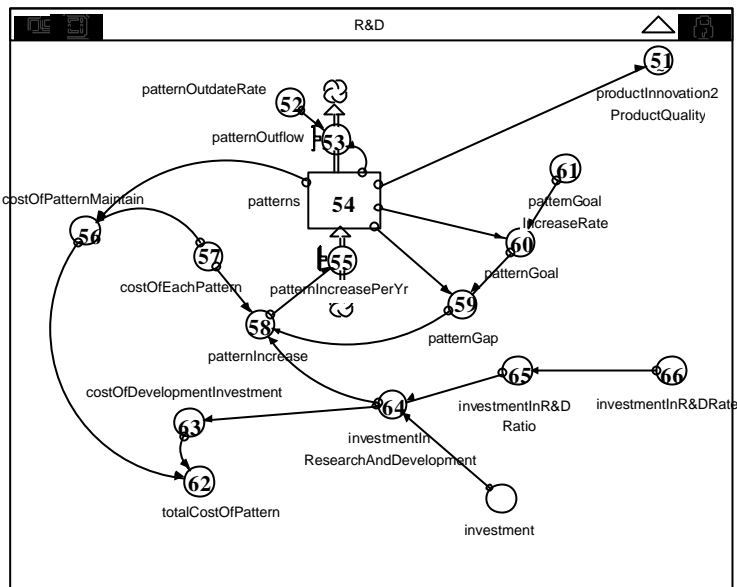 R&D
51
productInnovation2
ProductQuality
patternOutdateRate
52
patternOutflow
53
61
patternGoal
IncreaseRate
patterns
54
costOfPatternMaintain
56
60
patternGoal
57
costOfEachPattern
55
patternIncreasePerYr
59
patternGap
58
patternIncrease
costOfDevelopmentInvestment
65
66
investmentInR&D
Ratio
investmentInR&DRate
64
investmentIn
ResearchAndDevelopment
63
62
totalCostOfPattern
investment